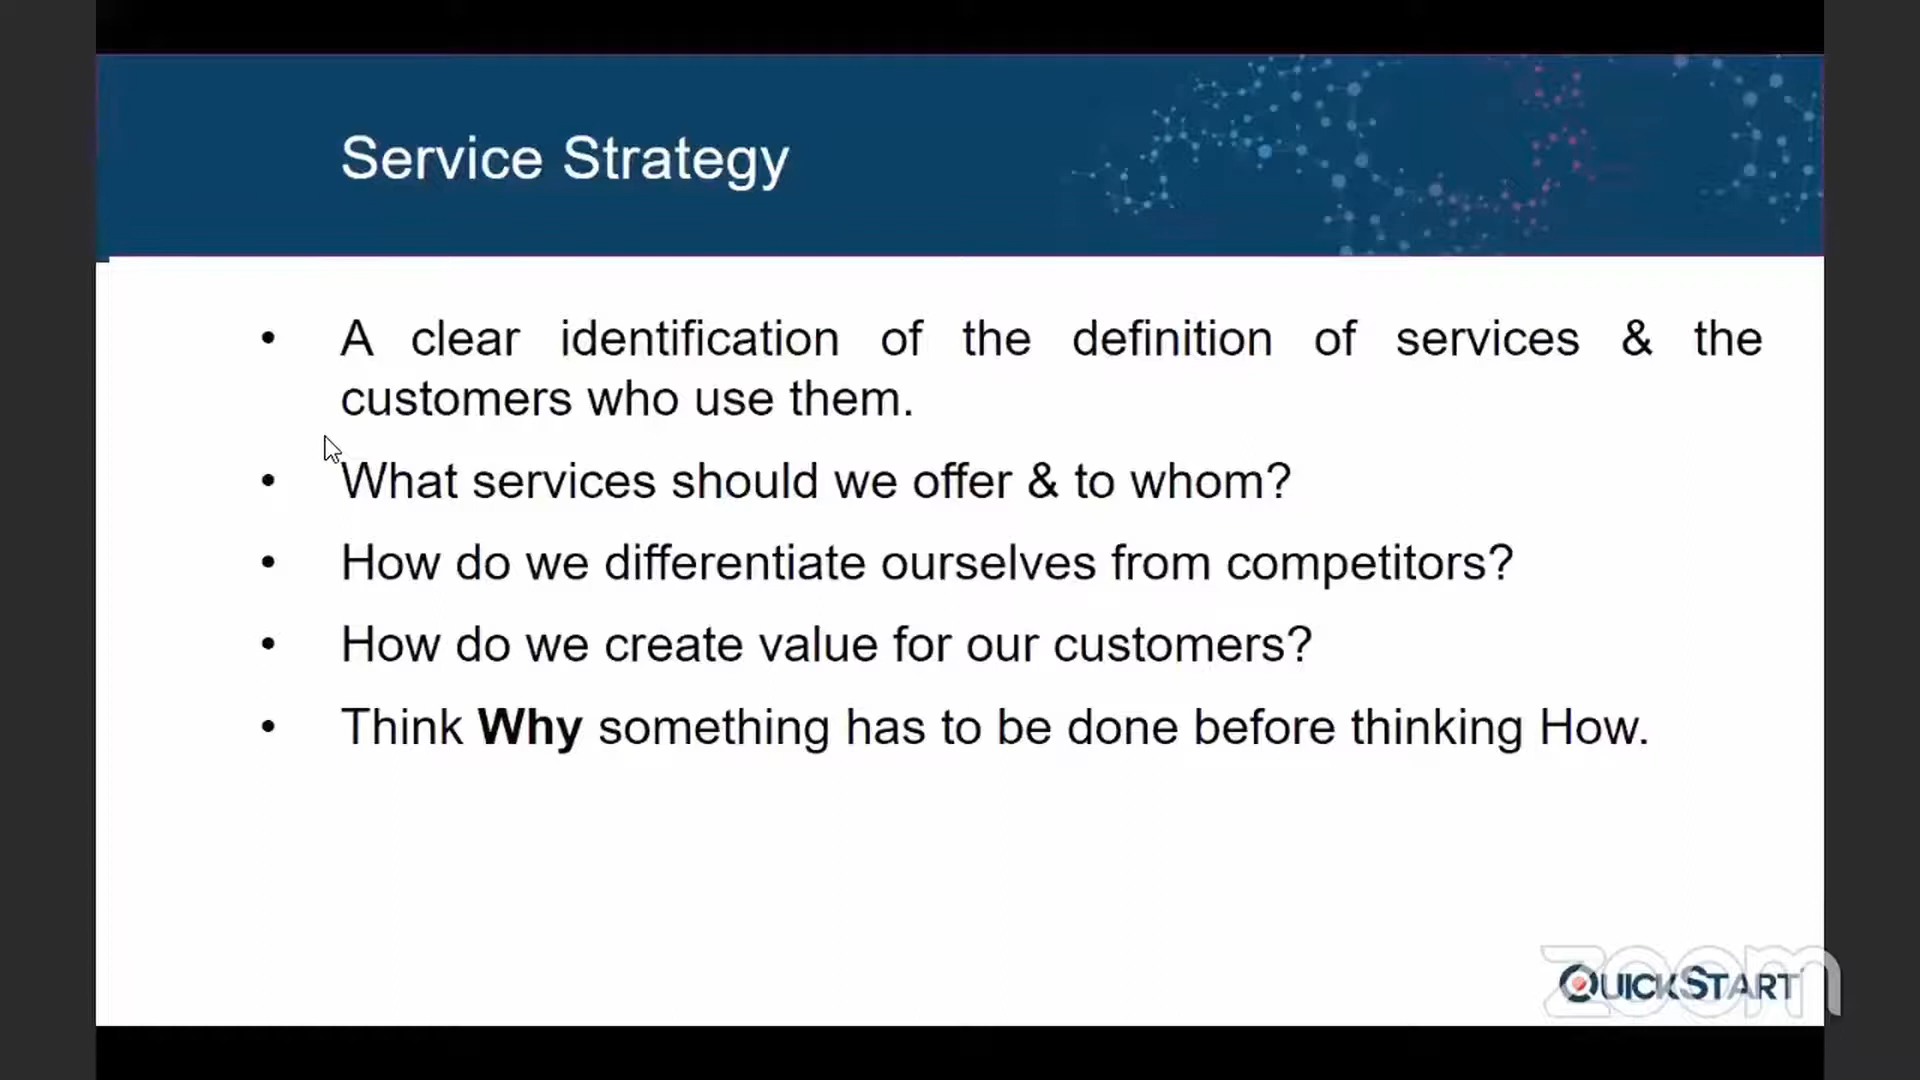 Service Strategy
• A clear identification of the definition of services & the
customers who use them.
• What services should we offer & to whom?
• How do we differentiate ourselves from competitors?
• How do we create value for our customers?
• Think Why something has to be done before thinking How.
zoom
QUICKSTART